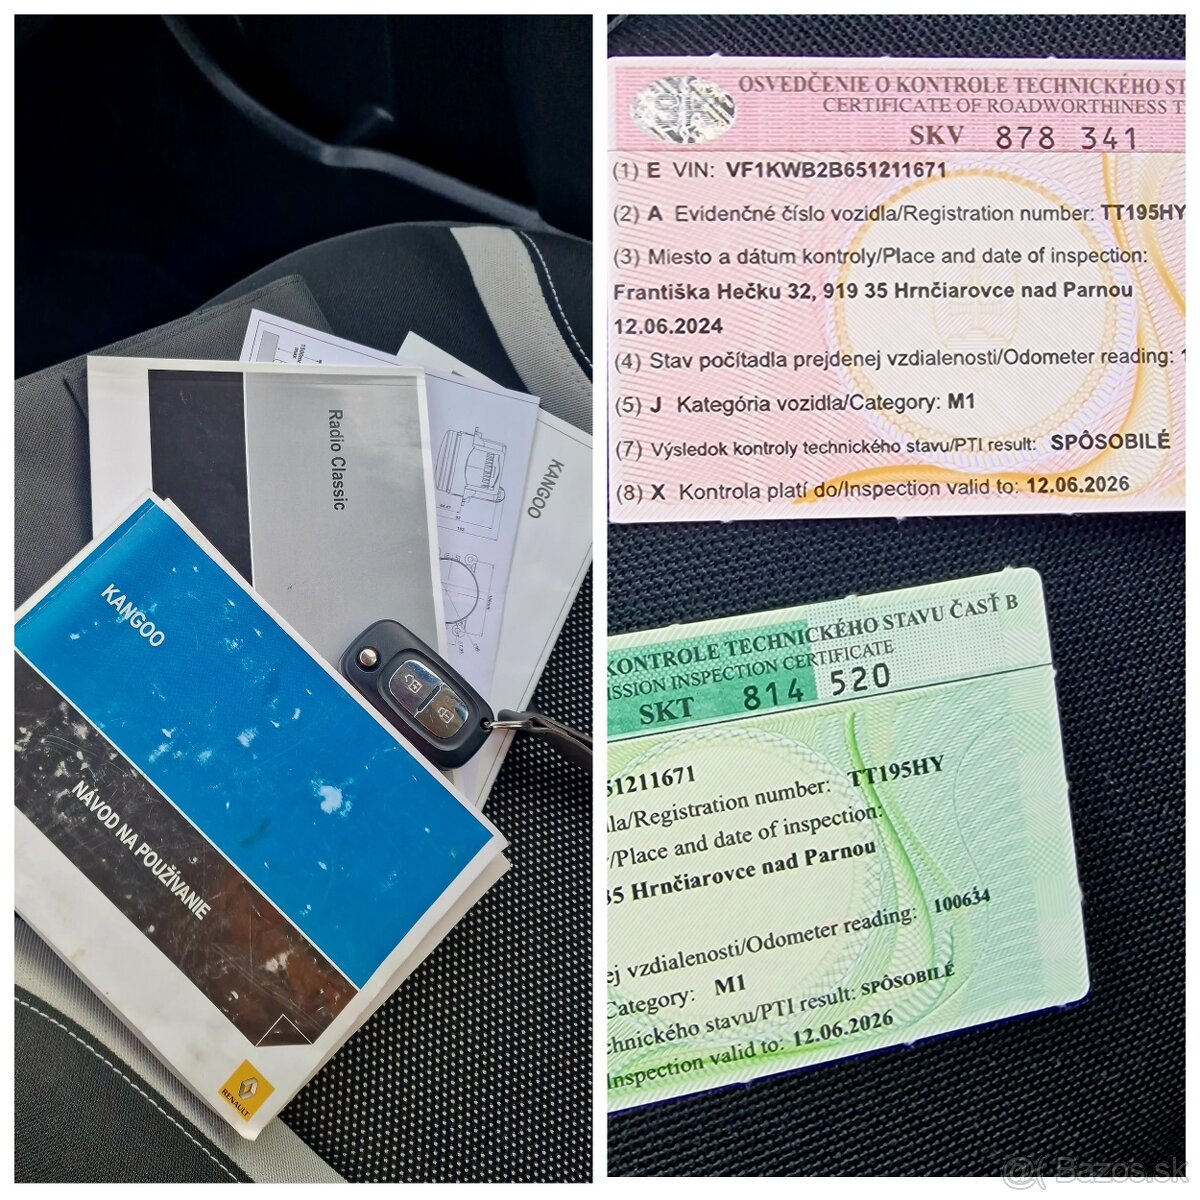 Radio Classic
KANGOO
KANGOO
NÁVOD NA POUŽÍVANIE
RENAULT
OSVEDČENIE O KONTROLE TECHNICKÉHO ST
CERTIFICATE OF ROADWORTHINESS T
SKV 878 341
(1) E VIN: VF1KWB2B651211671
(2) A Evidenčné číslo vozidla/Registration number: TT195HY
(3) Miesto a dátum kontroly/Place and date of inspection:
Františka Hečku 32, 919 35 Hrnčiarovce nad Parnou
12.06.2024
(4) Stav počítadla prejdenej vzdialenosti/Odometer reading: 1
(5) J Kategória vozidla/Category: M1
(7) Výsledok kontroly technického stavu/PTI result: SPÔSOBILÉ
(8) X Kontrola platí do/Inspection valid to: 12.06.2026
KONTROLE TECHNICKÉHO STAVU ČASŤ B
ISSION INSPECTION CERTIFICATE
SKT 814 520
51211671
la/Registration number: TT195HY
/Place and date of inspection:
35 Hrnčiarovce nad Parnou
ej vzdialenosti/Odometer reading: 100634
Category: M1
chnického stavu/PTI result: SPÔSOBILÉ
Inspection valid to: 12.06.2026
Bazos.sk